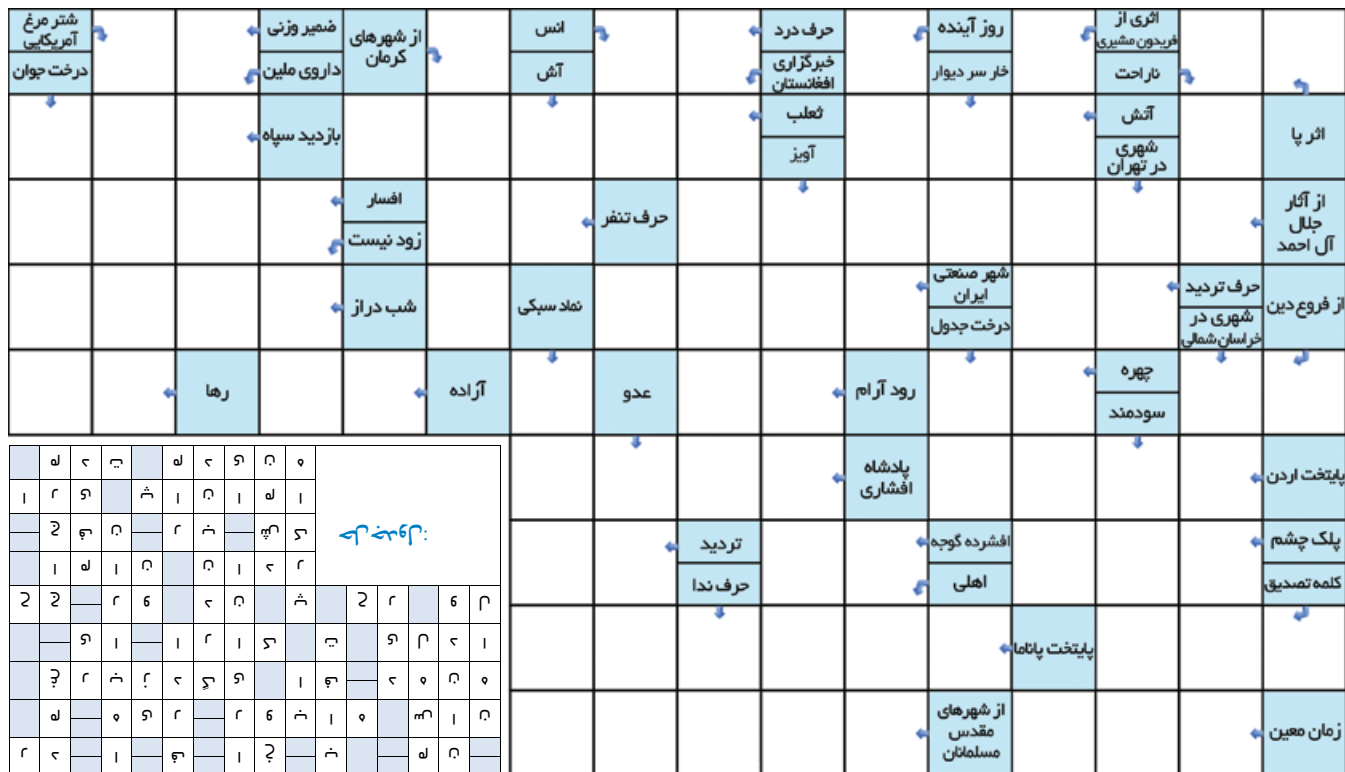 اثری از
فریدون مشیری
ناراحت
روز آینده
خار سر دیوار
حرف درد
خبرگزاری
افغانستان
انس
آش
از شهرهای
کرمان
ضمیر وزنی
داروی ملین
شتر مرغ
آمریکایی
درخت جوان
اثر پا
آتش
شهری
در تهران
ثعلب
آویز
بازدید سپاه
از آثار
جلال
آل احمد
حرف تنفر
افسار
زود نیست
از فروع دین
حرف تردید
شهری در
خراسان شمالی
شهر صنعتی
ایران
درخت جدول
نماد سبکی
شب دراز
چهره
سودمند
رود آرام
عدو
آزاده
رها
پایتخت اردن
پادشاه
افشاری
پلک چشم
کلمه تصدیق
افشرده گوجه
اهلی
تردید
حرف ندا
پایتخت پاناما
زمان معین
از شهرهای
مقدس
مسلمانان
حل جدول:
ر د ا ف ا خ ب م ن
م ه ی ر ر و ب ا ه س ا ن
غ ر ب ز د گ ی ا ف د ه ن ه
ی ا ا ر ا ک ت ی ل د ا
ح ج ر و د ن پ ح ر و ل
ا م ا ن ن ا د ر
ج ف ن ر ب ش ک
ا ر ی پ ا ن ا م ا
م د ت م د ی ن ه